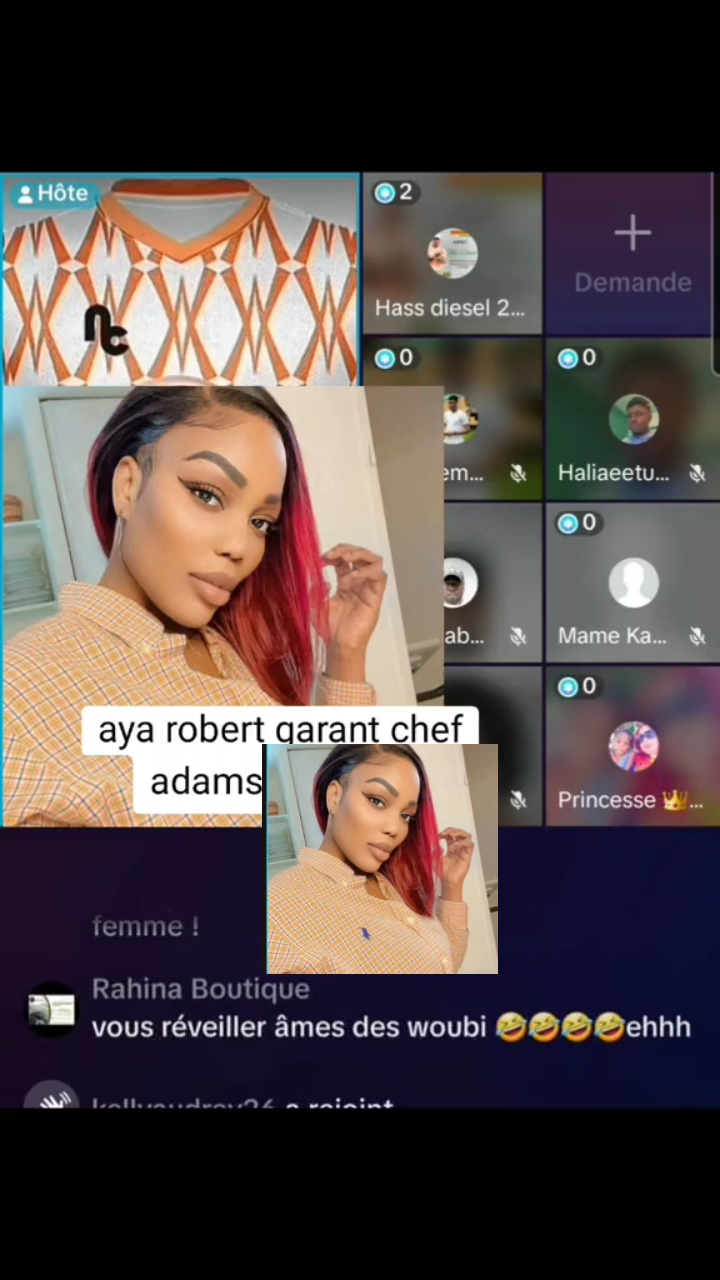 Hôte
2
Hass diesel 2...
Demande
0
em...
0
Haliaeetu...
ab...
0
Mame Ka...
aya robert garant chef
adams
0
Princesse 👑...
femme !
Rahina Boutique
vous réveiller âmes des woubi 🤣🤣🤣🤣ehhh
nc